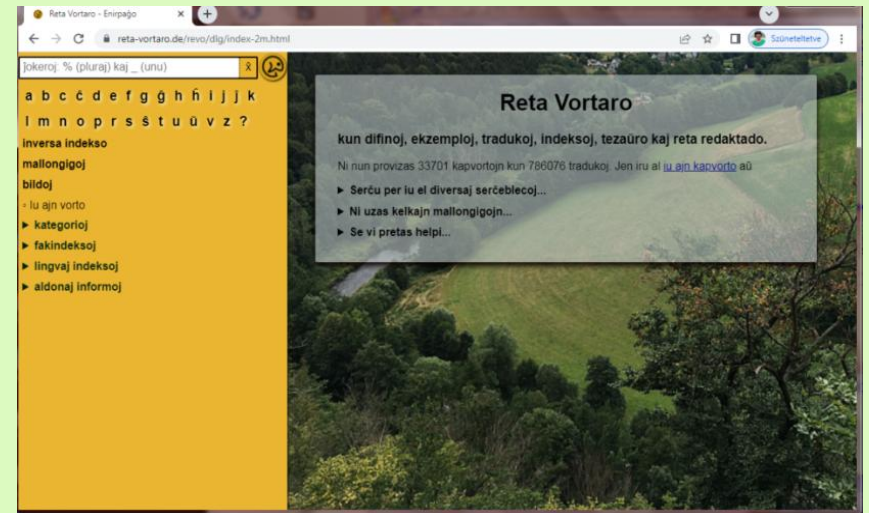 Reta Vortaro - Enirpaĝo
reta-vortaro.de/revo/dlg/index-2m.html
Szüneteltetve
Ĵokeroj: % (pluraj) kaj _ (unu)
x̂
a b c ĉ d e f g ĝ h ĥ i j ĵ k
l m n o p r s ŝ t u ŭ v z ?
inversa indekso
mallongigoj
bildoj
◦ Iu ajn vorto
▸ kategorioj
▸ fakindeksoj
▸ lingvaj indeksoj
▸ aldonaj informoj
Reta Vortaro
kun difinoj, ekzemploj, tradukoj, indeksoj, tezaŭro kaj reta redaktado.
Ni nun provizas 33701 kapvortojn kun 786076 tradukoj. Jen iru al iu ajn kapvorto aŭ
▸ Serĉu per iu el diversaj serĉeblecoj...
▸ Ni uzas kelkajn mallongigojn...
▸ Se vi pretas helpi...